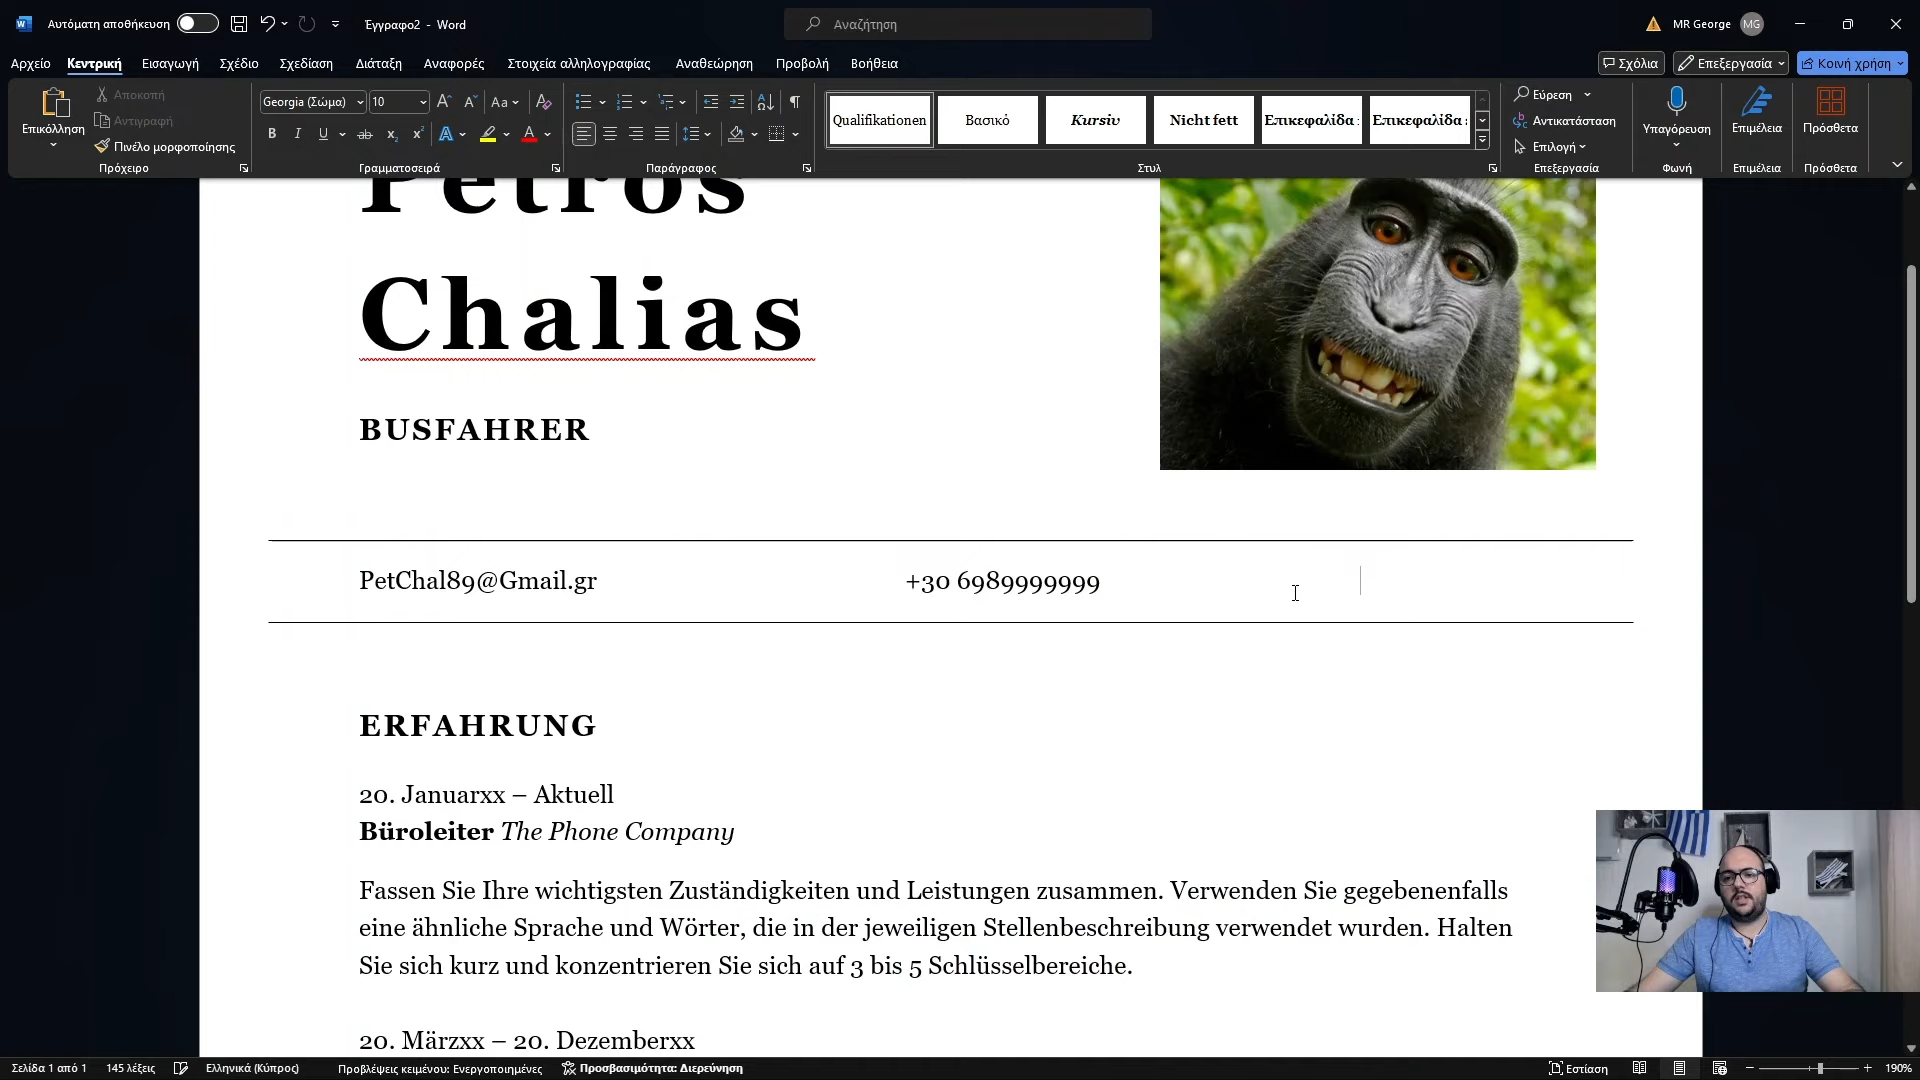 Αυτόματη αποθήκευση
Έγγραφο2 - Word
Αναζήτηση
MR George
MG
Αρχείο
Κεντρική
Εισαγωγή
Σχέδιο
Σχεδίαση
Διάταξη
Αναφορές
Στοιχεία αλληλογραφίας
Αναθεώρηση
Προβολή
Βοήθεια
Σχόλια
Επεξεργασία
Κοινή χρήση
Επικόλληση
Αποκοπή
Αντιγραφή
Πινέλο μορφοποίησης
Πρόχειρο
Georgia (Σώμα)
10
Γραμματοσειρά
Παράγραφος
Qualifikationen
Βασικό
Kursiv
Nicht fett
Επικεφαλίδα :
Επικεφαλίδα :
Στυλ
Εύρεση
Αντικατάσταση
Επιλογή
Επεξεργασία
Υπαγόρευση
Φωνή
Επιμέλεια
Επιμέλεια
Πρόσθετα
Πρόσθετα
Petros
Chalias
BUSFAHRER
PetChal89@Gmail.gr
+30 6989999999
ERFAHRUNG
20. Januarxx – Aktuell
Büroleiter The Phone Company
Fassen Sie Ihre wichtigsten Zuständigkeiten und Leistungen zusammen. Verwenden Sie gegebenenfalls
eine ähnliche Sprache und Wörter, die in der jeweiligen Stellenbeschreibung verwendet wurden. Halten
Sie sich kurz und konzentrieren Sie sich auf 3 bis 5 Schlüsselbereiche.
20. Märzxx – 20. Dezemberxx
Σελίδα 1 από 1
145 λέξεις
Ελληνικά (Κύπρος)
Προβλέψεις κειμένου: Ενεργοποιημένες
Προσβασιμότητα: Διερεύνηση
Εστίαση
190%